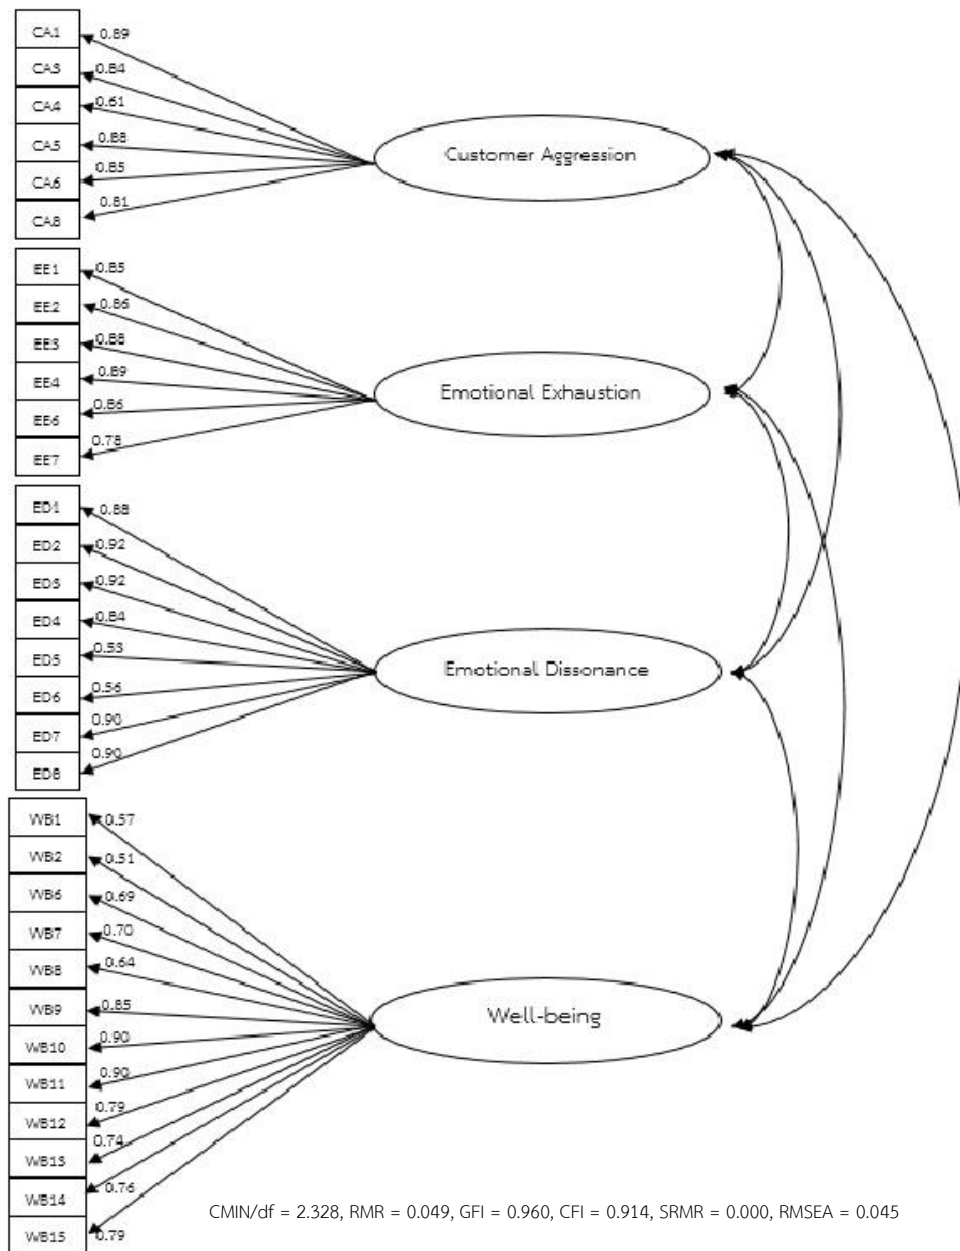 CA1 0.89
CA3 0.84
CA4 0.61
CA5 0.88
CA6 0.85
CA8 0.81
Customer Aggression
EE1 0.85
EE2 0.86
EE3 0.88
EE4 0.89
EE6 0.86
EE7 0.78
Emotional Exhaustion
ED1 0.88
ED2 0.92
ED3 0.92
ED4 0.84
ED5 0.53
ED6 0.56
ED7 0.90
ED8 0.90
Emotional Dissonance
WB1 0.57
WB2 0.51
WB6 0.69
WB7 0.70
WB8 0.64
WB9 0.85
WB10 0.90
WB11 0.90
WB12 0.79
WB13 0.74
WB14 0.76
WB15 0.79
Well-being
CMIN/df = 2.328, RMR = 0.049, GFI = 0.960, CFI = 0.914, SRMR = 0.000, RMSEA = 0.045